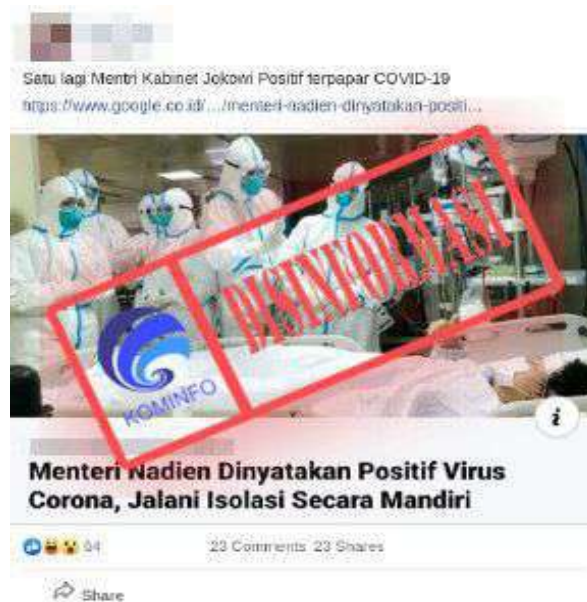 Satu lagi Mentri Kabinet Jokowi Positif terpapar COVID-19
https://www.google.co.id/.../menteri-nadien-dinyatakan-positi...
DISINFORMASI
KOMINFO
i
Menteri Nadien Dinyatakan Positif Virus
Corona, Jalani Isolasi Secara Mandiri
64 23 Comments 23 Shares
Share